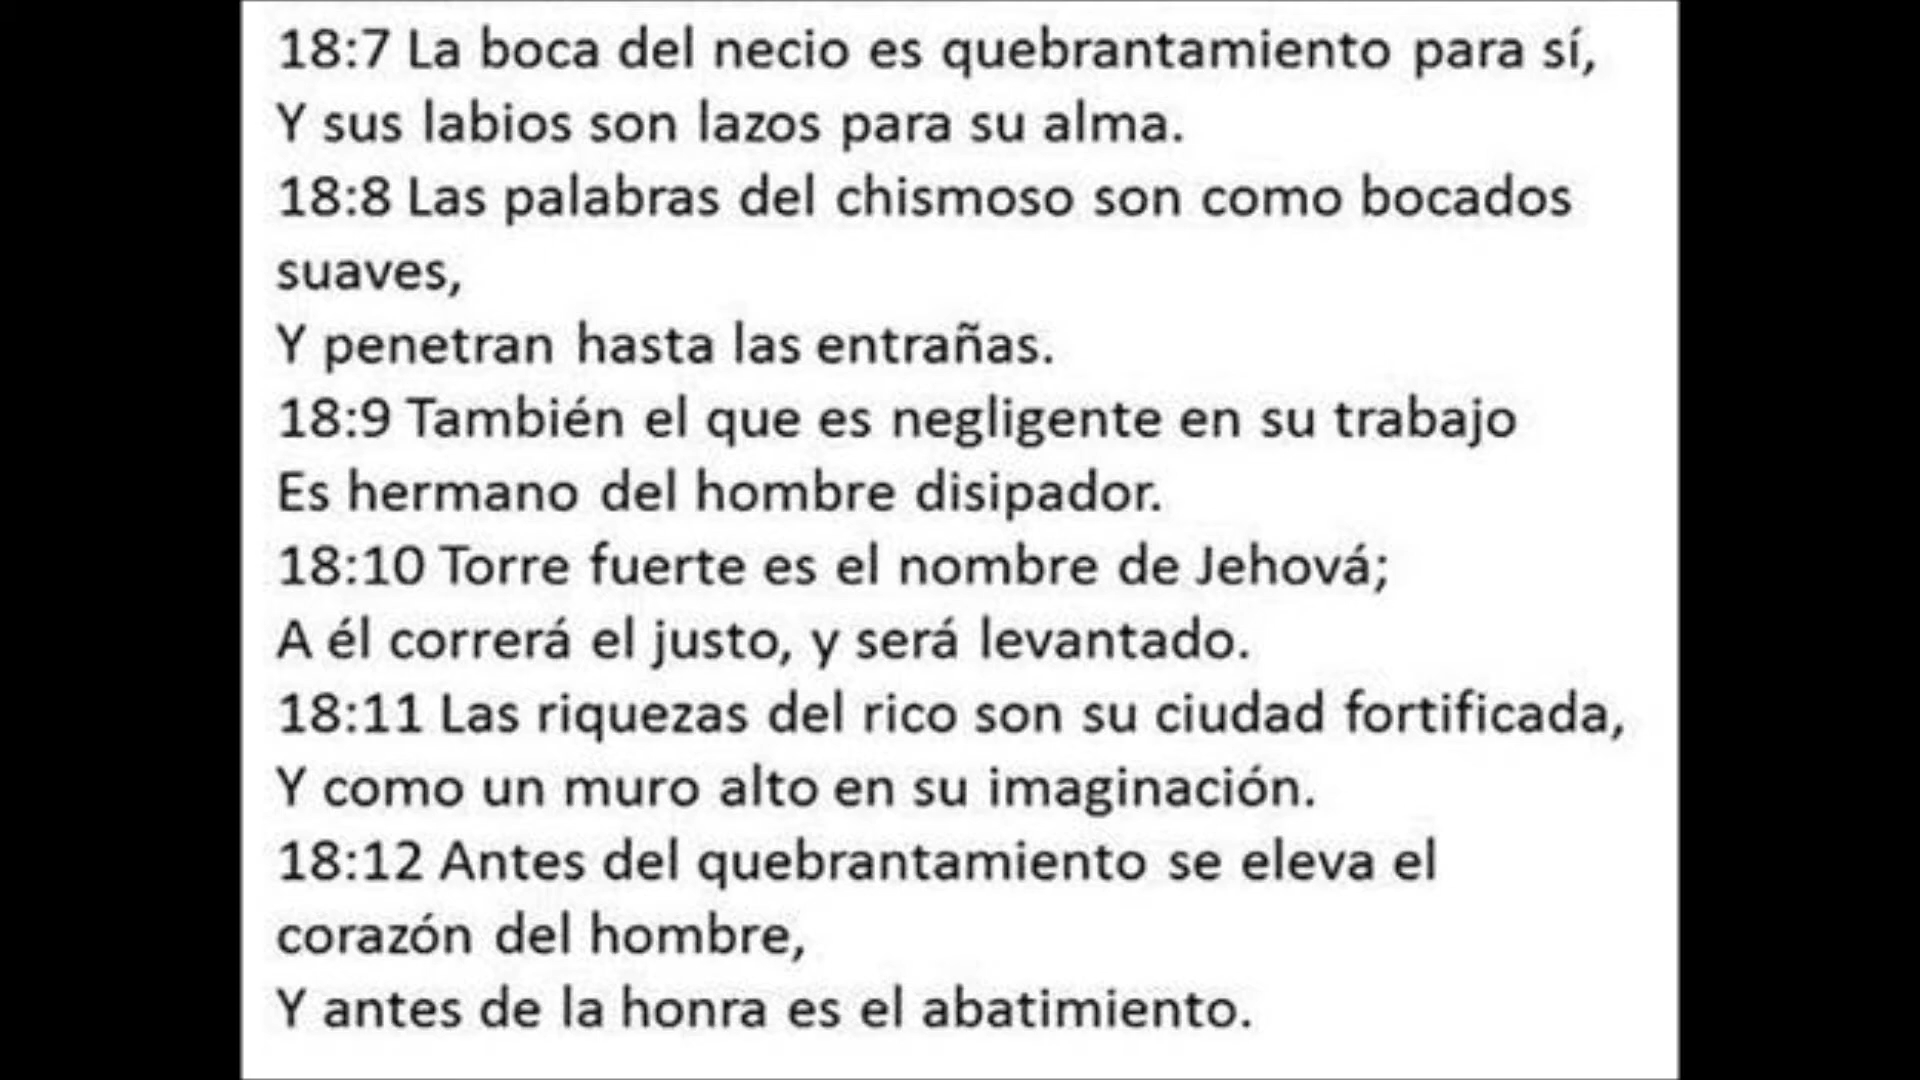 18:7 La boca del necio es quebrantamiento para sí,
Y sus labios son lazos para su alma.
18:8 Las palabras del chismoso son como bocados
suaves,
Y penetran hasta las entrañas.
18:9 También el que es negligente en su trabajo
Es hermano del hombre disipador.
18:10 Torre fuerte es el nombre de Jehová;
A él correrá el justo, y será levantado.
18:11 Las riquezas del rico son su ciudad fortificada,
Y como un muro alto en su imaginación.
18:12 Antes del quebrantamiento se eleva el
corazón del hombre,
Y antes de la honra es el abatimiento.